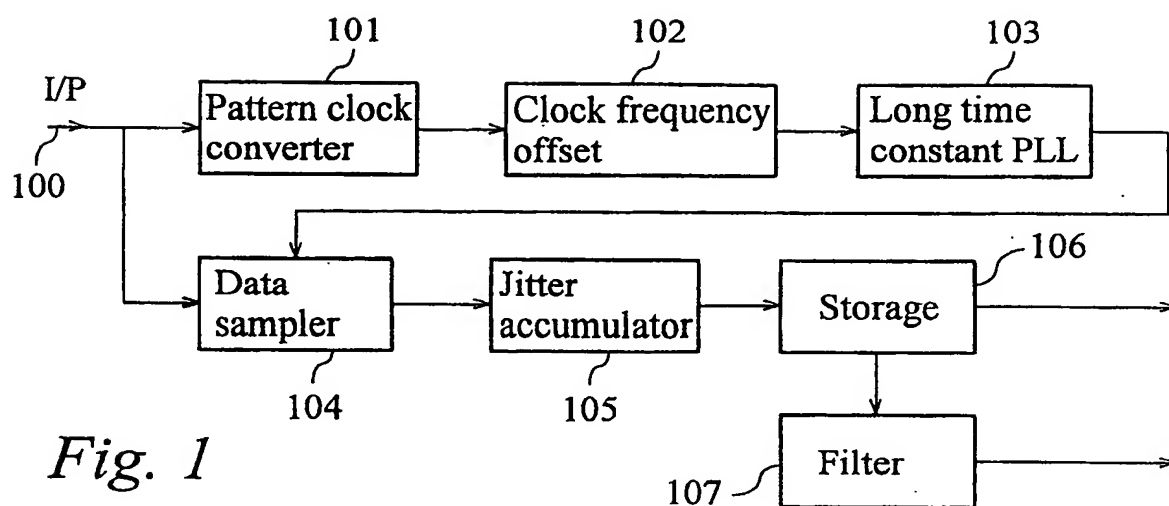 101
102
103
I/P
Pattern clock
converter
Clock frequency
offset
Long time
constant PLL
100
106
Data
sampler
Jitter
accumulator
Storage
104
105
Fig. 1
107
Filter